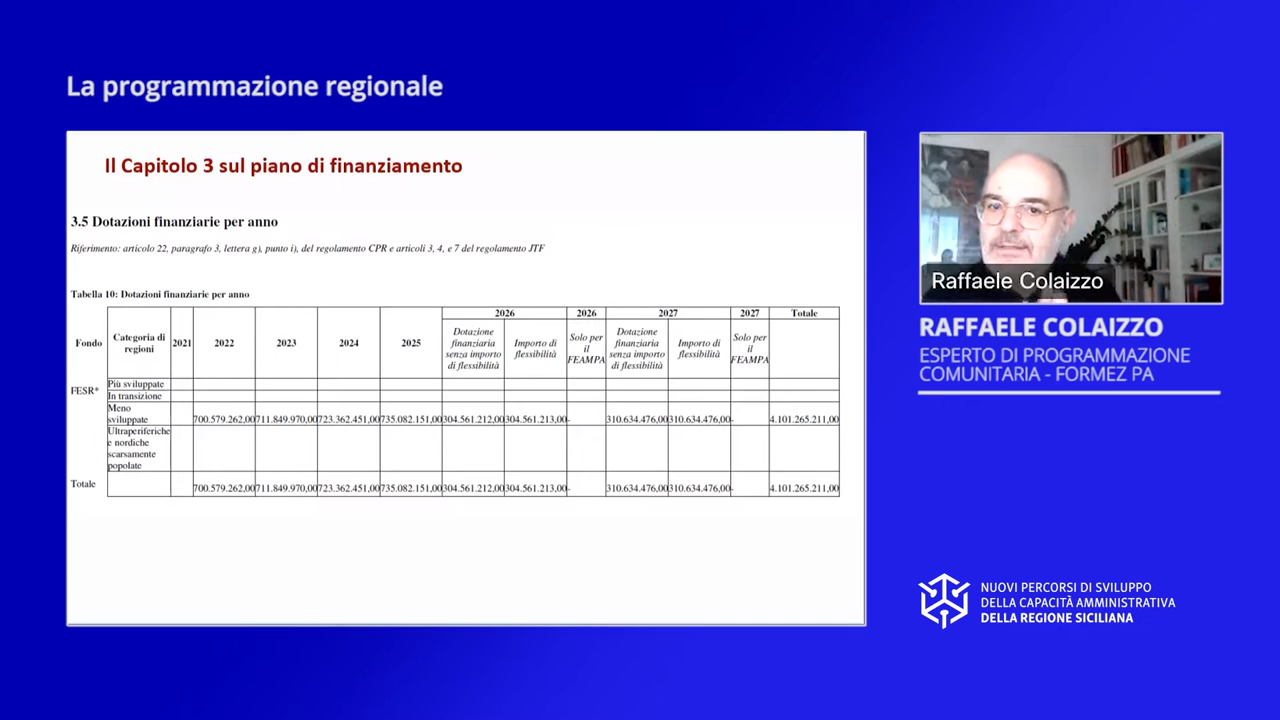 La programmazione regionale
Il Capitolo 3 sul piano di finanziamento
3.5 Dotazioni finanziarie per anno
Riferimento: articolo 22, paragrafo 3, lettera g), punto i), del regolamento CPR e articoli 3, 4, e 7 del regolamento JTF
Tabella 10: Dotazioni finanziarie per anno
Fondo
Categoria di
regioni
2021
2022
2023
2024
2025
2026
Dotazione
finanziaria
senza importo
di flessibilità
Importo di
flessibilità
2026
Solo per
il
FEAMPA
2027
Dotazione
finanziaria
senza importo
di flessibilità
Importo di
flessibilità
2027
Solo per
il
FEAMPA
Totale
FESR*
Più sviluppate
In transizione
Meno
sviluppate
700.579.262,00 711.849.970,00 723.362.451,00 735.082.151,00 304.561.212,00 304.561.213,00 - 310.634.476,00 310.634.476,00 - 4.101.265.211,00
Ultraperiferiche
e nordiche
scarsamente
popolate
Totale
700.579.262,00 711.849.970,00 723.362.451,00 735.082.151,00 304.561.212,00 304.561.213,00 - 310.634.476,00 310.634.476,00 - 4.101.265.211,00
Raffaele Colaizzo
RAFFAELE COLAIZZO
ESPERTO DI PROGRAMMAZIONE
COMUNITARIA - FORMEZ PA
NUOVI PERCORSI DI SVILUPPO
DELLA CAPACITÀ AMMINISTRATIVA
DELLA REGIONE SICILIANA